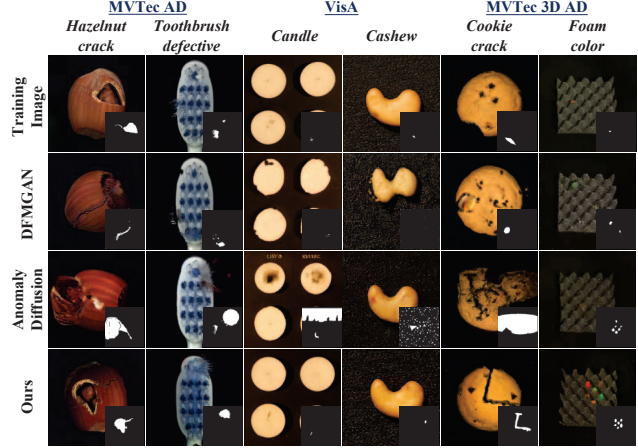 MVTec AD VisA MVTec 3D AD
Hazelnut crack Toothbrush defective Candle Cashew Cookie crack Foam color
Training Image
DFMGAN
Anomaly Diffusion
Ours